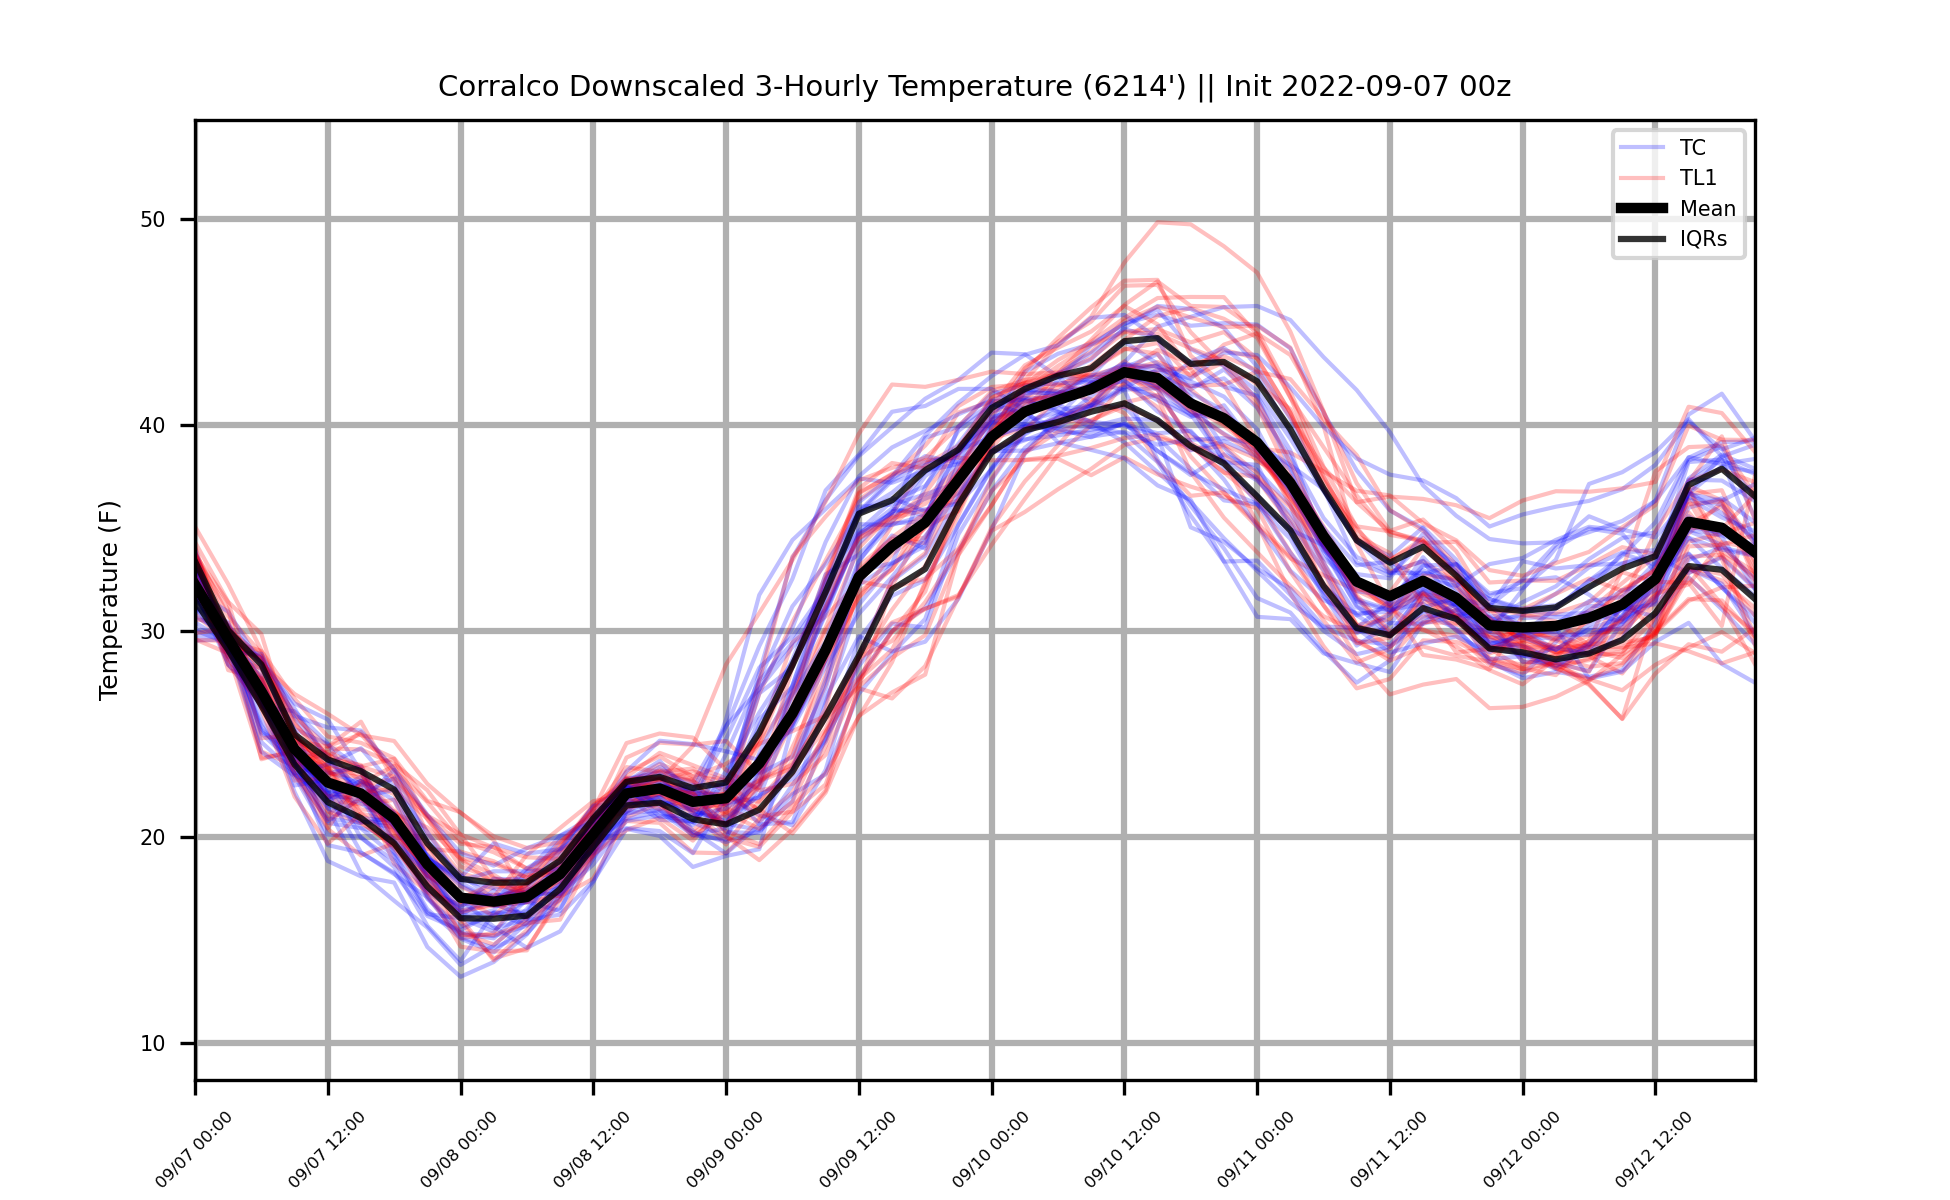 Corralco Downscaled 3-Hourly Temperature (6214') || Init 2022-09-07 00z
TC
TL1
Mean
IQRs
Temperature (F)
50
40
30
20
10
09/07 00:00
09/07 12:00
09/08 00:00
09/08 12:00
09/09 00:00
09/09 12:00
09/10 00:00
09/10 12:00
09/11 00:00
09/11 12:00
09/12 00:00
09/12 12:00